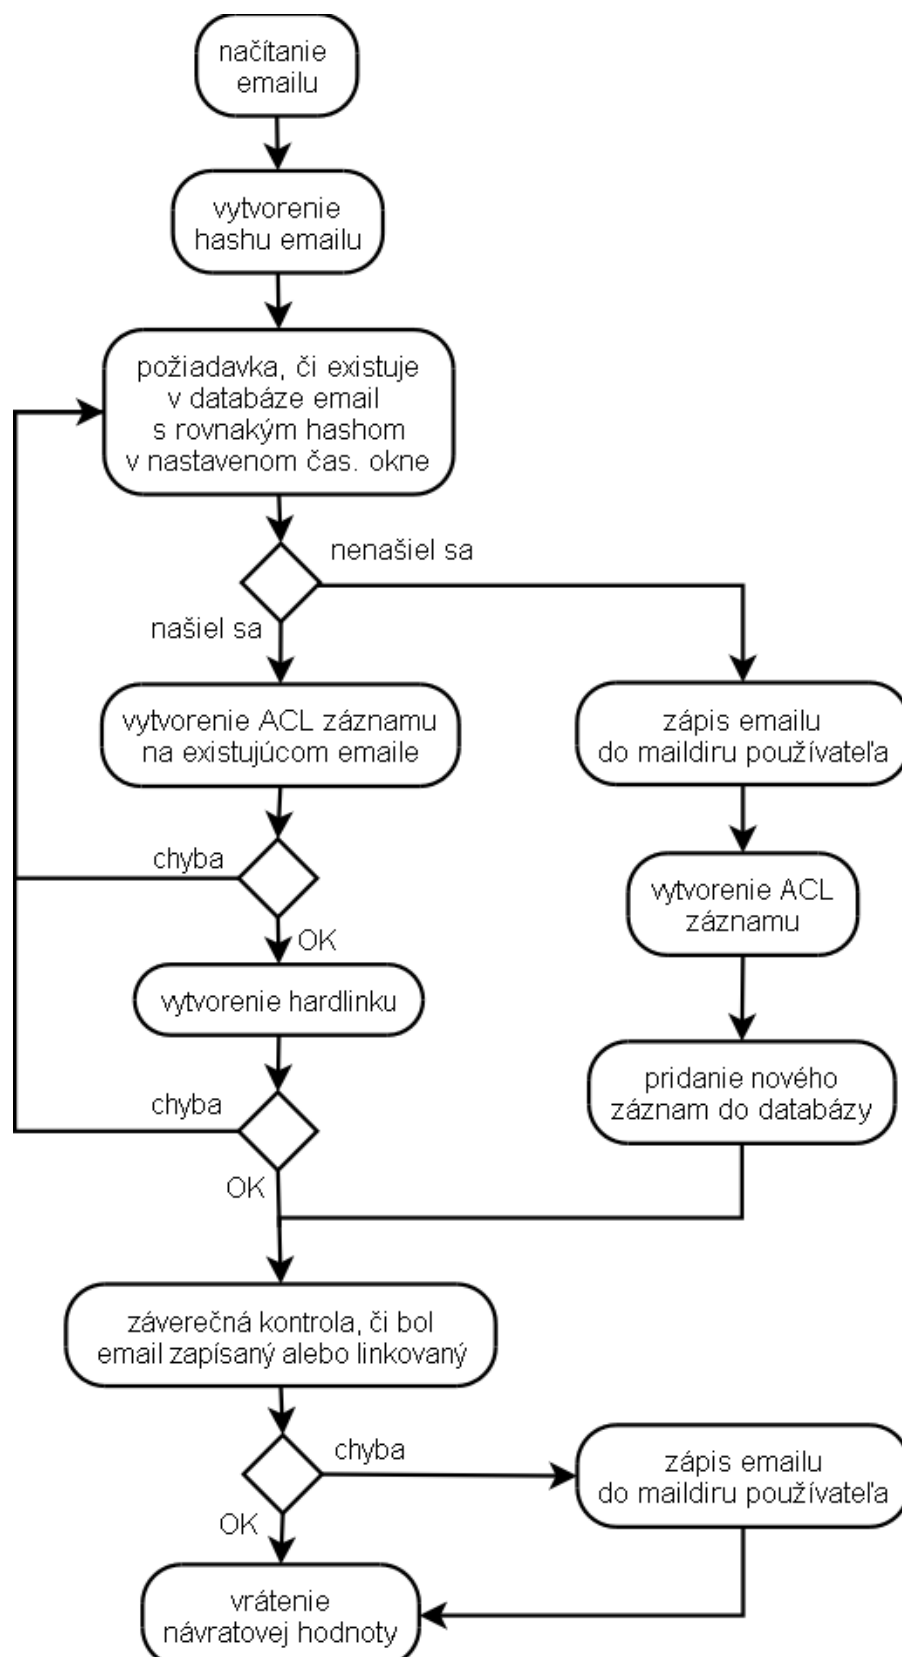 načítanie
emailu
vytvorenie
hashu emailu
požiadavka, či existuje
v databáze email
s rovnakým hashom
v nastavenom čas. okne
nenašiel sa
našiel sa
vytvorenie ACL záznamu
na existujúcom emaile
zápis emailu
do maildiru používateľa
chyba
OK
vytvorenie ACL
záznamu
vytvorenie hardlinku
chyba
OK
pridanie nového
záznam do databázy
záverečná kontrola, či bol
email zapísaný alebo linkovaný
chyba
OK
zápis emailu
do maildiru používateľa
vrátenie
návratovej hodnoty